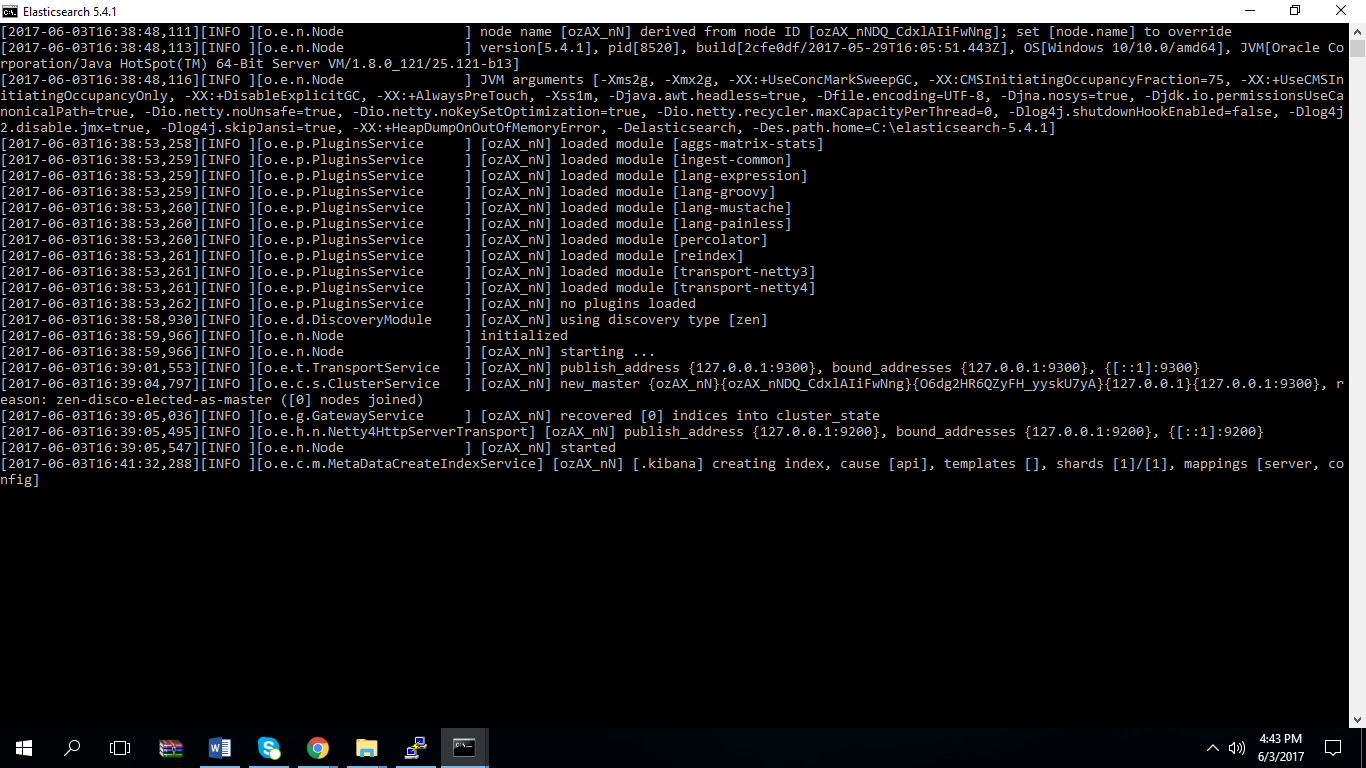 Elasticsearch 5.4.1
[2017-06-03T16:38:48,111][INFO ][o.e.n.Node               ] node name [ozAX_nN] derived from node ID [ozAX_nNDQ_CdxlAIiFwNng]; set [node.name] to override
[2017-06-03T16:38:48,113][INFO ][o.e.n.Node               ] version[5.4.1], pid[8520], build[2cfe0df/2017-05-29T16:05:51.443Z], OS[Windows 10/10.0/amd64], JVM[Oracle Co
rporation/Java HotSpot(TM) 64-Bit Server VM/1.8.0_121/25.121-b13]
[2017-06-03T16:38:48,116][INFO ][o.e.n.Node               ] JVM arguments [-Xms2g, -Xmx2g, -XX:+UseConcMarkSweepGC, -XX:CMSInitiatingOccupancyFraction=75, -XX:+UseCMSIn
itiatingOccupancyOnly, -XX:+DisableExplicitGC, -XX:+AlwaysPreTouch, -Xss1m, -Djava.awt.headless=true, -Dfile.encoding=UTF-8, -Djna.nosys=true, -Djdk.io.permissionsUseCa
nonicalPath=true, -Dio.netty.noUnsafe=true, -Dio.netty.noKeySetOptimization=true, -Dio.netty.recycler.maxCapacityPerThread=0, -Dlog4j.shutdownHookEnabled=false, -Dlog4j
2.disable.jmx=true, -Dlog4j.skipJansi=true, -XX:+HeapDumpOnOutOfMemoryError, -Delasticsearch, -Des.path.home=C:\elasticsearch-5.4.1]
[2017-06-03T16:38:53,258][INFO ][o.e.p.PluginsService     ] [ozAX_nN] loaded module [aggs-matrix-stats]
[2017-06-03T16:38:53,259][INFO ][o.e.p.PluginsService     ] [ozAX_nN] loaded module [ingest-common]
[2017-06-03T16:38:53,259][INFO ][o.e.p.PluginsService     ] [ozAX_nN] loaded module [lang-expression]
[2017-06-03T16:38:53,259][INFO ][o.e.p.PluginsService     ] [ozAX_nN] loaded module [lang-groovy]
[2017-06-03T16:38:53,260][INFO ][o.e.p.PluginsService     ] [ozAX_nN] loaded module [lang-mustache]
[2017-06-03T16:38:53,260][INFO ][o.e.p.PluginsService     ] [ozAX_nN] loaded module [lang-painless]
[2017-06-03T16:38:53,260][INFO ][o.e.p.PluginsService     ] [ozAX_nN] loaded module [percolator]
[2017-06-03T16:38:53,261][INFO ][o.e.p.PluginsService     ] [ozAX_nN] loaded module [reindex]
[2017-06-03T16:38:53,261][INFO ][o.e.p.PluginsService     ] [ozAX_nN] loaded module [transport-netty3]
[2017-06-03T16:38:53,261][INFO ][o.e.p.PluginsService     ] [ozAX_nN] loaded module [transport-netty4]
[2017-06-03T16:38:53,262][INFO ][o.e.p.PluginsService     ] [ozAX_nN] no plugins loaded
[2017-06-03T16:38:58,930][INFO ][o.e.d.DiscoveryModule    ] [ozAX_nN] using discovery type [zen]
[2017-06-03T16:38:59,966][INFO ][o.e.n.Node               ] initialized
[2017-06-03T16:38:59,966][INFO ][o.e.n.Node               ] [ozAX_nN] starting ...
[2017-06-03T16:39:01,553][INFO ][o.e.t.TransportService   ] [ozAX_nN] publish_address {127.0.0.1:9300}, bound_addresses {127.0.0.1:9300}, {[::1]:9300}
[2017-06-03T16:39:04,797][INFO ][o.e.c.s.ClusterService   ] [ozAX_nN] new_master {ozAX_nN}{ozAX_nNDQ_CdxlAIiFwNng}{O6dg2HR6QZyFH_yyskU7yA}{127.0.0.1}{127.0.0.1:9300}, r
eason: zen-disco-elected-as-master ([0] nodes joined)
[2017-06-03T16:39:05,036][INFO ][o.e.g.GatewayService     ] [ozAX_nN] recovered [0] indices into cluster_state
[2017-06-03T16:39:05,495][INFO ][o.e.h.n.Netty4HttpServerTransport] [ozAX_nN] publish_address {127.0.0.1:9200}, bound_addresses {127.0.0.1:9200}, {[::1]:9200}
[2017-06-03T16:39:05,547][INFO ][o.e.n.Node               ] [ozAX_nN] started
[2017-06-03T16:41:32,288][INFO ][o.e.c.m.MetaDataCreateIndexService] [ozAX_nN] [.kibana] creating index, cause [api], templates [], shards [1]/[1], mappings [server, co
nfig]
4:43 PM
6/3/2017